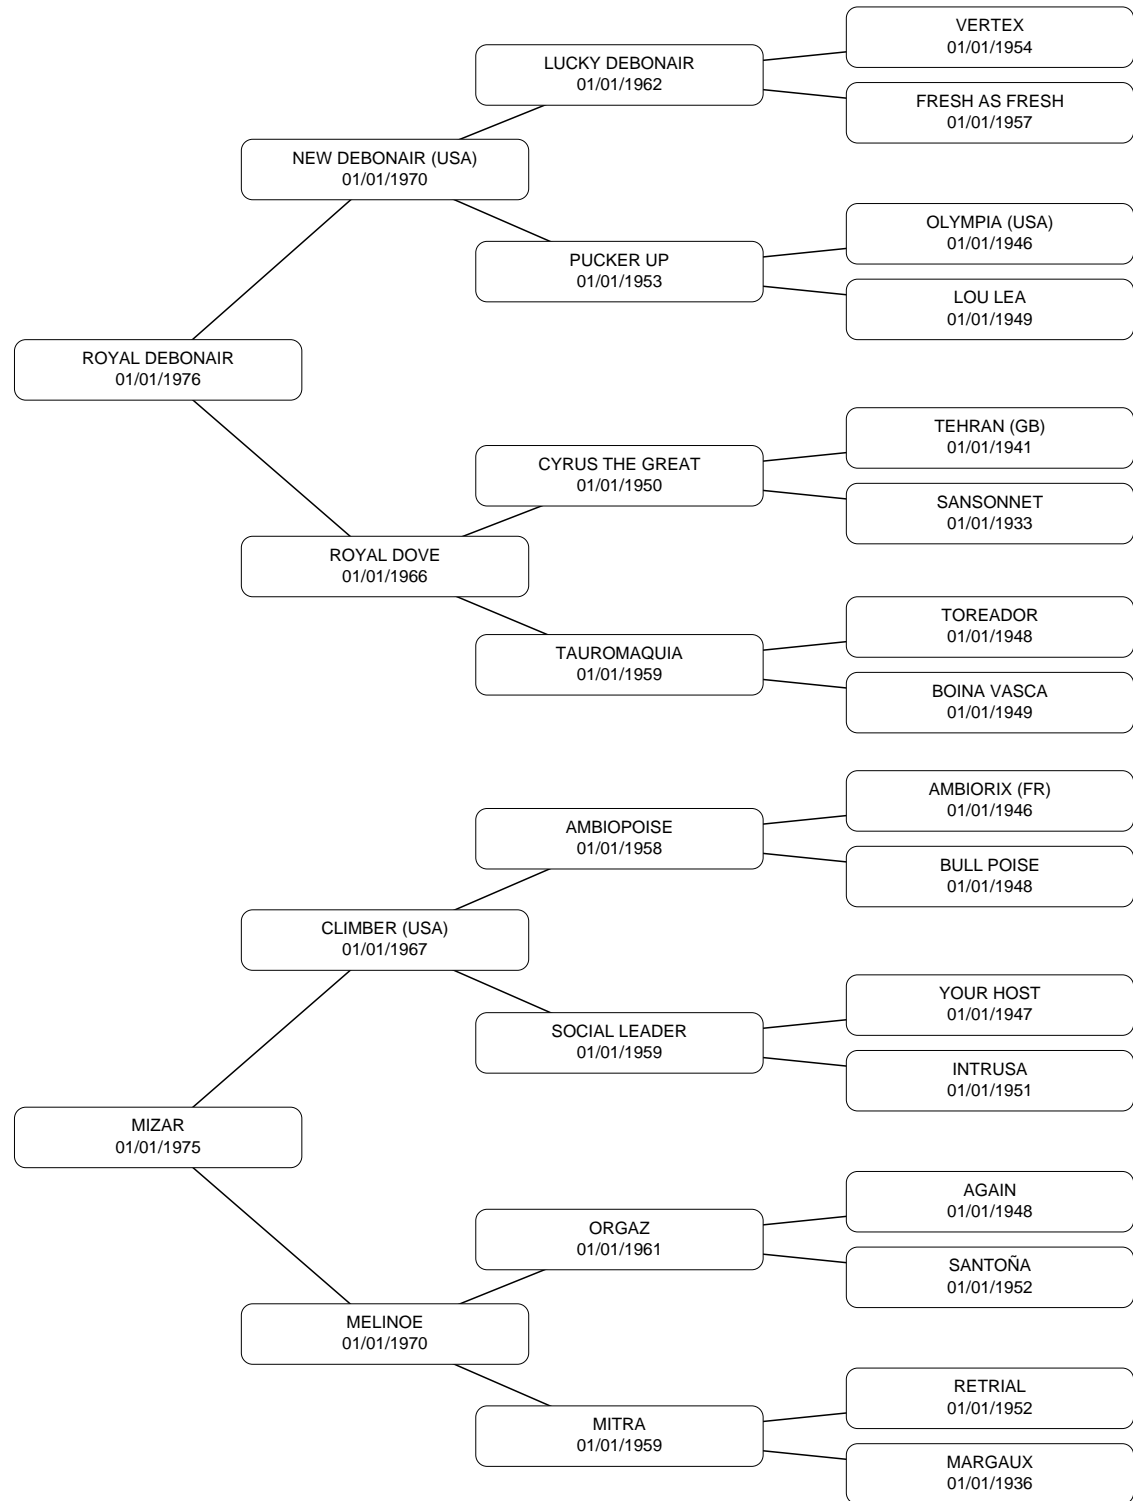 VERTEX
01/01/1954
LUCKY DEBONAIR
01/01/1962
FRESH AS FRESH
01/01/1957
NEW DEBONAIR (USA)
01/01/1970
OLYMPIA (USA)
01/01/1946
PUCKER UP
01/01/1953
LOU LEA
01/01/1949
ROYAL DEBONAIR
01/01/1976
TEHRAN (GB)
01/01/1941
CYRUS THE GREAT
01/01/1950
SANSONNET
01/01/1933
ROYAL DOVE
01/01/1966
TOREADOR
01/01/1948
TAUROMAQUIA
01/01/1959
BOINA VASCA
01/01/1949
AMBIORIX (FR)
01/01/1946
AMBIOPOISE
01/01/1958
BULL POISE
01/01/1948
CLIMBER (USA)
01/01/1967
YOUR HOST
01/01/1947
SOCIAL LEADER
01/01/1959
INTRUSA
01/01/1951
MIZAR
01/01/1975
AGAIN
01/01/1948
ORGAZ
01/01/1961
SANTOÑA
01/01/1952
MELINOE
01/01/1970
RETRIAL
01/01/1952
MITRA
01/01/1959
MARGAUX
01/01/1936